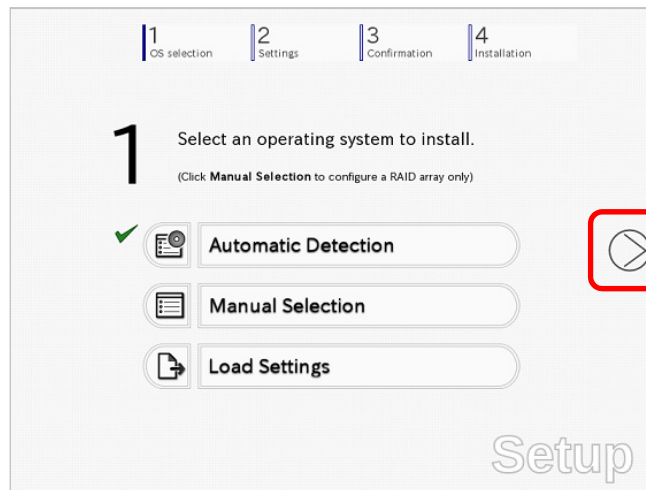 1 2 3 4
OS selection Settings Confirmation Installation
1
Select an operating system to install.
(Click Manual Selection to configure a RAID array only)
Automatic Detection
Manual Selection
Load Settings
Setup